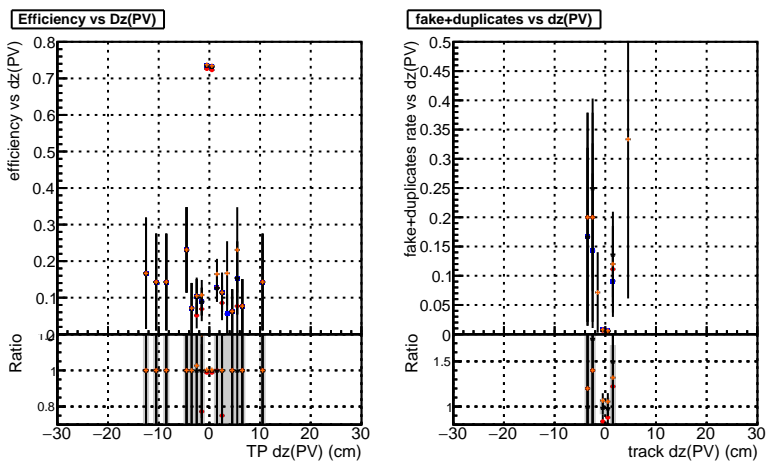 Efficiency vs Dz(PV)
efficiency vs dz(PV)
0.8
0.7
0.6
0.5
0.4
0.3
0.2
0.1
0
Ratio
1
0.8
−30 −20 −10 0 10 20 30
TP dz(PV) (cm)
fake+duplicates vs dz(PV)
fake+duplicates rate vs dz(PV)
0.5
0.45
0.4
0.35
0.3
0.25
0.2
0.15
0.1
0.05
0
Ratio
1.5
1
−30 −20 −10 0 10 20 30
track dz(PV) (cm)